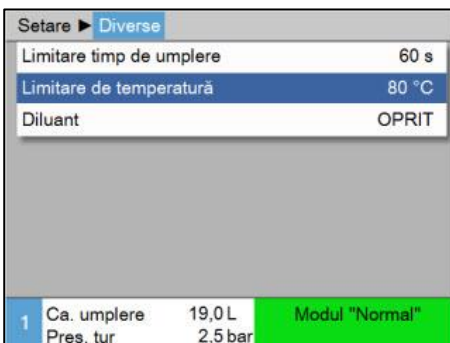 Setare ► Diverse
Limitare timp de umplere 60 s
Limitare de temperatură 80 °C
Diluant OPRIT
1 Ca. umplere 19,0 L Modul "Normal"
Pres. tur 2,5 bar